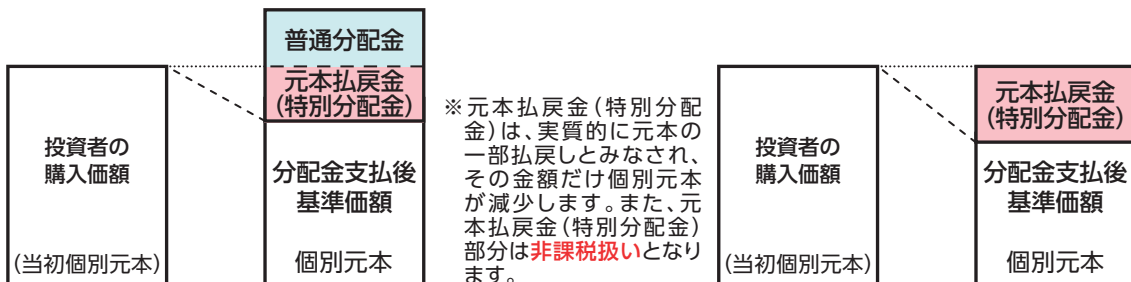 投資者の
購入価額
(当初個別元本)
普通分配金
元本払戻金
(特別分配金)
分配金支払後
基準価額
個別元本
※元本払戻金(特別分配
金)は、実質的に元本の
一部払戻しとみなされ、
その金額だけ個別元本
が減少します。また、元
本払戻金(特別分配金)
部分は非課税扱いとなり
ます。
投資者の
購入価額
(当初個別元本)
元本払戻金
(特別分配金)
分配金支払後
基準価額
個別元本